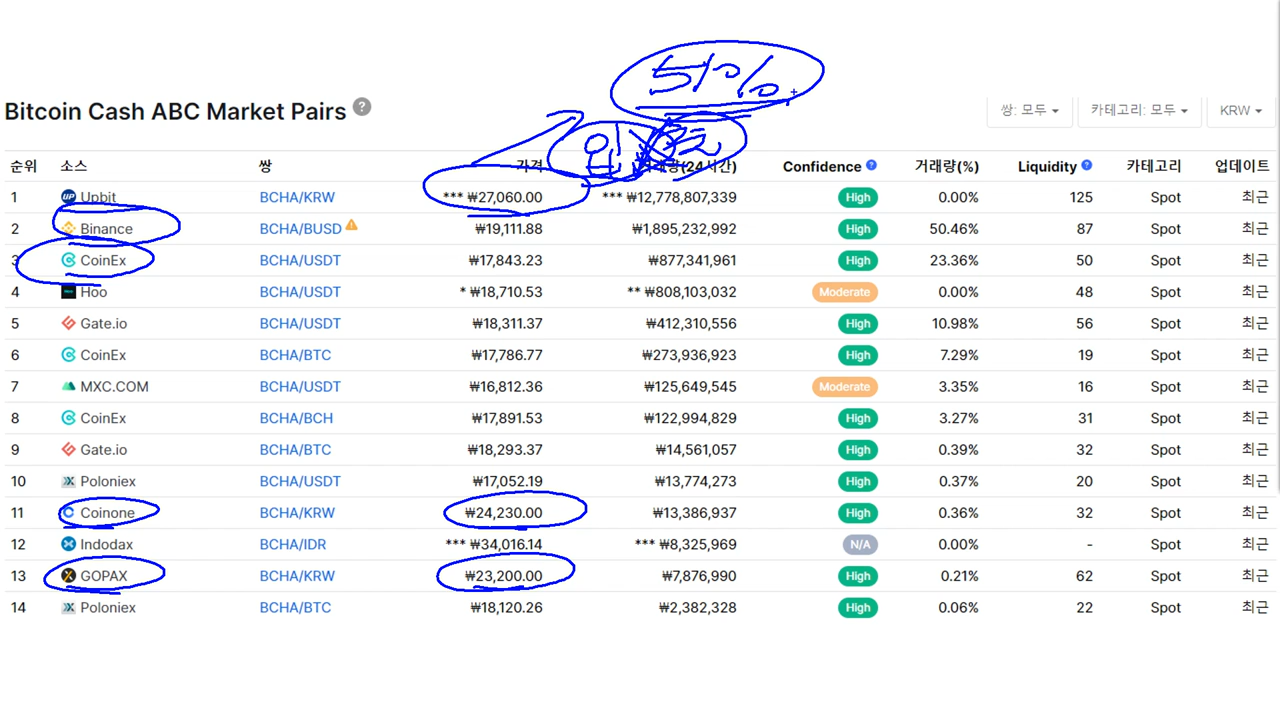 51%
Bitcoin Cash ABC Market Pairs ?
쌍: 모두 카테고리: 모두 KRW
순위 소스 쌍 가격 거래량(24시간) Confidence ? 거래량(%) Liquidity ? 카테고리 업데이트
1 Upbit BCHA/KRW *** ₩27,060.00 *** ₩12,778,807,339 High 0.00% 125 Spot 최근
2 Binance BCHA/BUSD ₩19,111.88 ₩1,895,232,992 High 50.46% 87 Spot 최근
3 CoinEx BCHA/USDT ₩17,843.23 ₩877,341,961 High 23.36% 50 Spot 최근
4 Hoo BCHA/USDT * ₩18,710.53 ** ₩808,103,032 Moderate 0.00% 48 Spot 최근
5 Gate.io BCHA/USDT ₩18,311.37 ₩412,310,556 High 10.98% 56 Spot 최근
6 CoinEx BCHA/BTC ₩17,786.77 ₩273,936,923 High 7.29% 19 Spot 최근
7 MXC.COM BCHA/USDT ₩16,812.36 ₩125,649,545 Moderate 3.35% 16 Spot 최근
8 CoinEx BCHA/BCH ₩17,891.53 ₩122,994,829 High 3.27% 31 Spot 최근
9 Gate.io BCHA/BTC ₩18,293.37 ₩14,561,057 High 0.39% 32 Spot 최근
10 Poloniex BCHA/USDT ₩17,052.19 ₩13,774,273 High 0.37% 20 Spot 최근
11 Coinone BCHA/KRW ₩24,230.00 ₩13,386,937 High 0.36% 32 Spot 최근
12 Indodax BCHA/IDR *** ₩34,016.14 *** ₩8,325,969 N/A 0.00% - Spot 최근
13 GOPAX BCHA/KRW ₩23,200.00 ₩7,876,990 High 0.21% 62 Spot 최근
14 Poloniex BCHA/BTC ₩18,120.26 ₩2,382,328 High 0.06% 22 Spot 최근